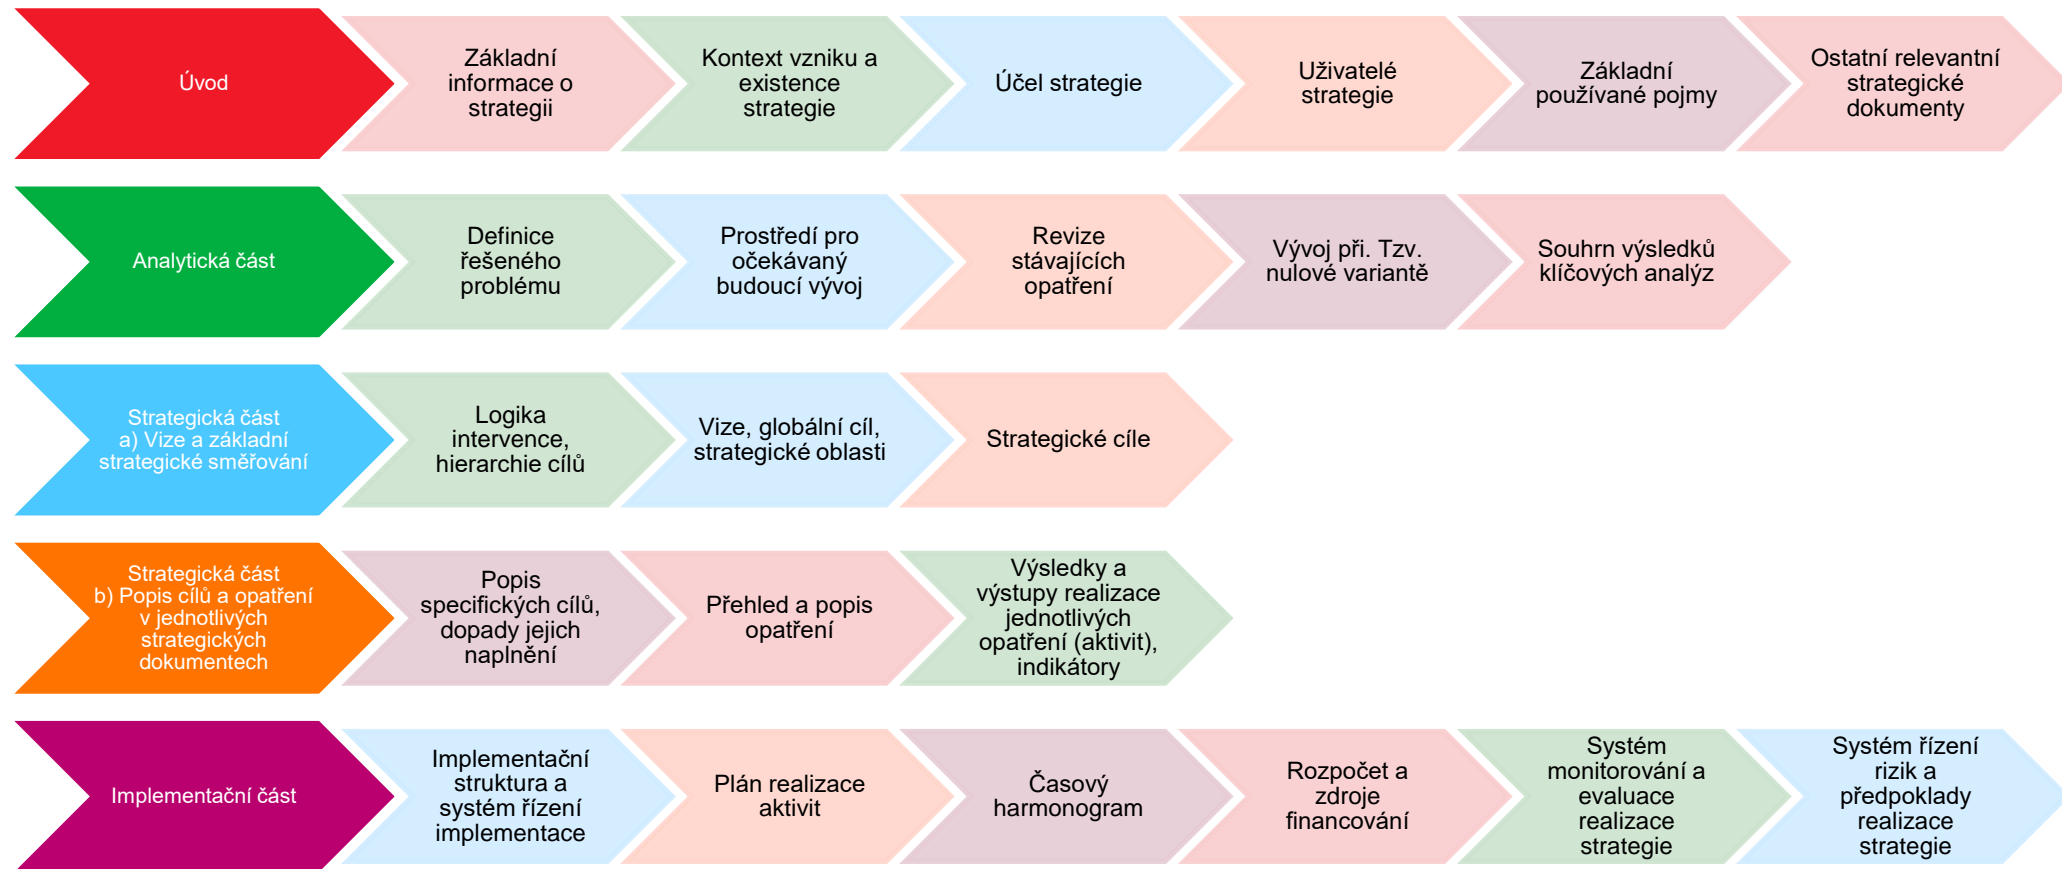 Úvod
Základní
informace o
strategii
Kontext vzniku a
existence
strategie
Účel strategie
Uživatelé
strategie
Základní
používané pojmy
Ostatní relevantní
strategické
dokumenty
Analytická část
Definice
řešeného
problému
Prostředí pro
očekávaný
budoucí vývoj
Revize
stávajících
opatření
Vývoj při. Tzv.
nulové variantě
Souhrn výsledků
klíčových analýz
Strategická část
a) Vize a základní
strategické směřování
Logika
intervence,
hierarchie cílů
Vize, globální cíl,
strategické oblasti
Strategické cíle
Strategická část
b) Popis cílů a opatření
v jednotlivých
strategických
dokumentech
Popis
specifických cílů,
dopady jejich
naplnění
Přehled a popis
opatření
Výsledky a
výstupy realizace
jednotlivých
opatření (aktivit),
indikátory
Implementační část
Implementační
struktura a
systém řízení
implementace
Plán realizace
aktivit
Časový
harmonogram
Rozpočet a
zdroje
financování
Systém
monitorování a
evaluace
realizace
strategie
Systém řízení
rizik a
předpoklady
realizace
strategie